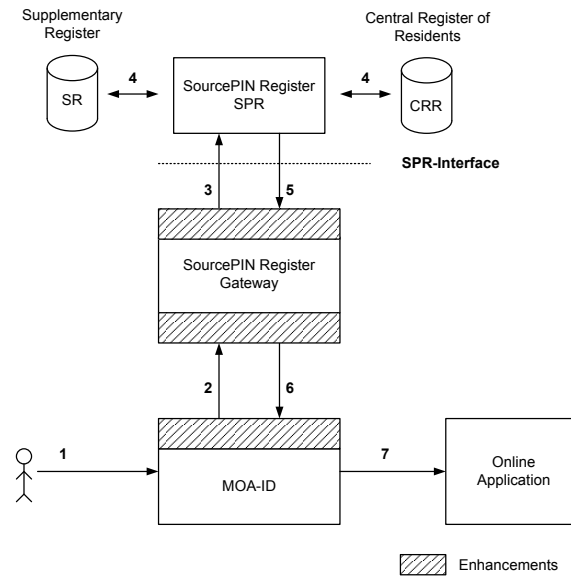 Supplementary
Register
Central Register of
Residents
SR
4
SourcePIN Register
SPR
4
CRR
SPR-Interface
3
5
SourcePIN Register
Gateway
2
6
1
MOA-ID
7
Online
Application
Enhancements